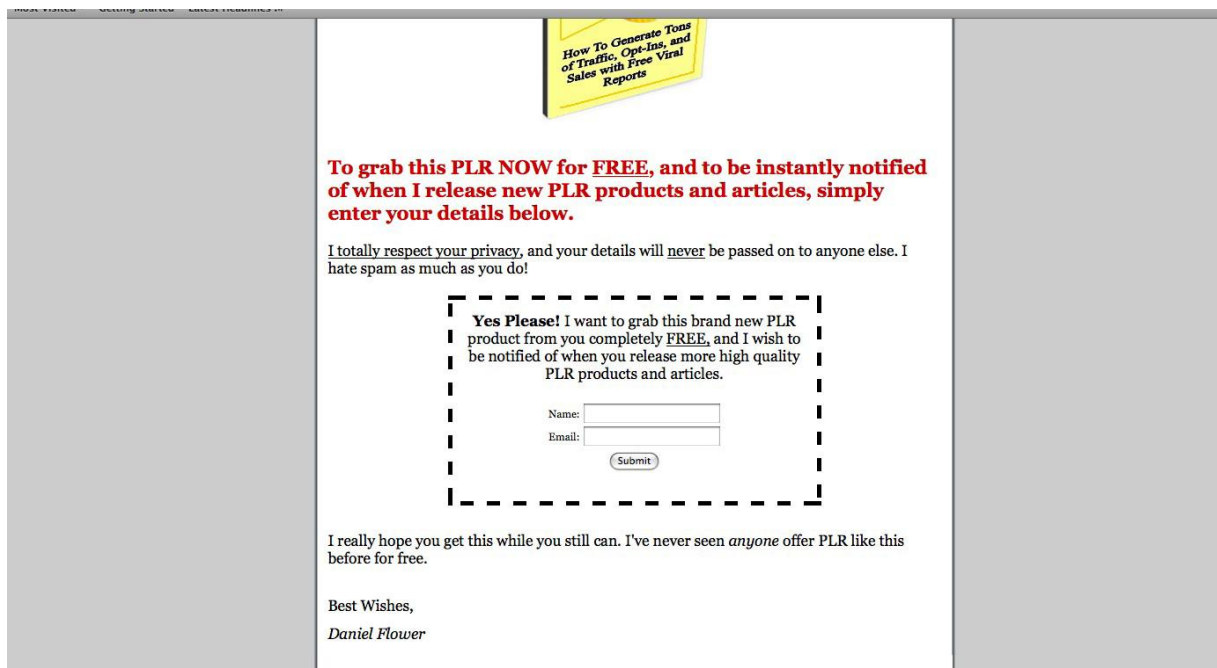 Most Visited Getting Started Latest Headlines
How To Generate Tons
of Traffic, Opt-Ins, and
Sales with Free Viral
Reports
To grab this PLR NOW for FREE, and to be instantly notified
of when I release new PLR products and articles, simply
enter your details below.
I totally respect your privacy, and your details will never be passed on to anyone else. I
hate spam as much as you do!
Yes Please! I want to grab this brand new PLR
product from you completely FREE, and I wish to
be notified of when you release more high quality
PLR products and articles.
Name:
Email:
Submit
I really hope you get this while you still can. I've never seen anyone offer PLR like this
before for free.
Best Wishes,
Daniel Flower